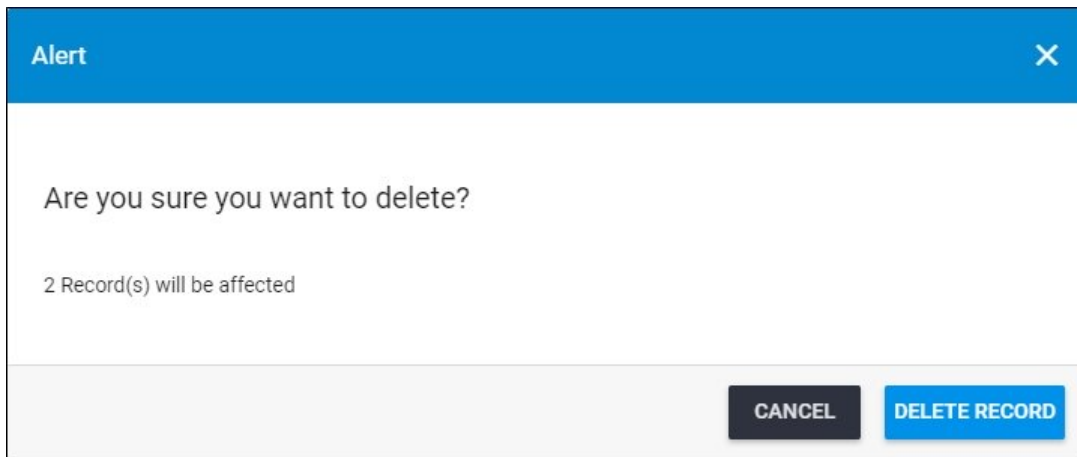 Alert
Are you sure you want to delete?
2 Record(s) will be affected
CANCEL DELETE RECORD